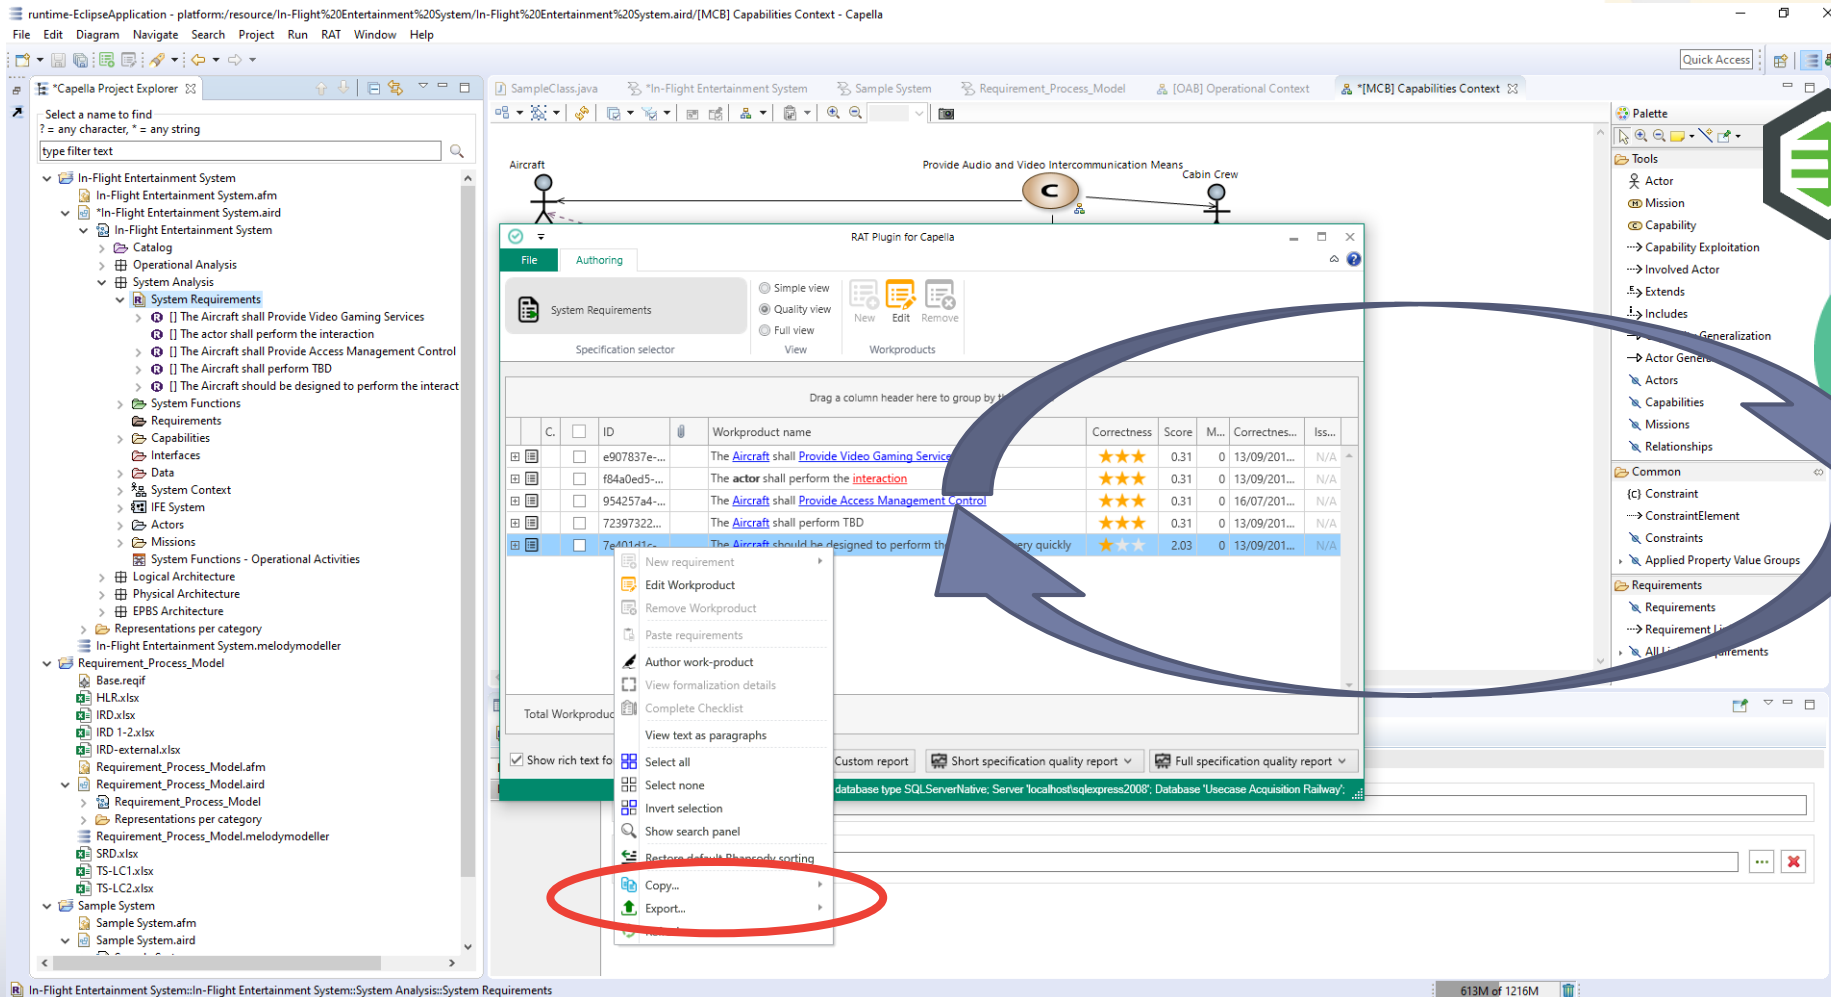 runtime-EclipseApplication - platform:/resource/In-Flight%20Entertainment%20System/In-Flight%20Entertainment%20System.aird/[MCB] Capabilities Context - Capella
File Edit Diagram Navigate Search Project Run RAT Window Help
Quick Access
*Capella Project Explorer
Select a name to find
? = any character, * = any string
type filter text
In-Flight Entertainment System
In-Flight Entertainment System.afm
*In-Flight Entertainment System.aird
In-Flight Entertainment System
Catalog
Operational Analysis
System Analysis
System Requirements
[] The Aircraft shall Provide Video Gaming Services
[] The actor shall perform the interaction
[] The Aircraft shall Provide Access Management Control
[] The Aircraft shall perform TBD
[] The Aircraft should be designed to perform the interact
System Functions
Requirements
Capabilities
Interfaces
Data
System Context
IFE System
Actors
Missions
System Functions - Operational Activities
Logical Architecture
Physical Architecture
EPBS Architecture
Representations per category
In-Flight Entertainment System.melodymodeller
Requirement_Process_Model
Base.reqif
HLR.xlsx
IRD.xlsx
IRD 1-2.xlsx
IRD-external.xlsx
Requirement_Process_Model.afm
Requirement_Process_Model.aird
Requirement_Process_Model
Representations per category
Requirement_Process_Model.melodymodeller
SRD.xlsx
TS-LC1.xlsx
TS-LC2.xlsx
Sample System
Sample System.afm
Sample System.aird
SampleClass.java *In-Flight Entertainment System Sample System Requirement_Process_Model [OAB] Operational Context *[MCB] Capabilities Context
Aircraft
Provide Audio and Video Intercommunication Means
Cabin Crew
C
RAT Plugin for Capella
File Authoring
System Requirements
Specification selector
Simple view
Quality view
Full view
View
New Edit Remove
Workproducts
Drag a column header here to group by
C. ID Workproduct name Correctness Score M... Correctnes... Iss...
e907837e-... The Aircraft shall Provide Video Gaming Service 0.31 0 13/09/201... N/A
f84a0ed5-... The actor shall perform the interaction 0.31 0 13/09/201... N/A
954257a4-... The Aircraft shall Provide Access Management Control 0.31 0 16/07/201... N/A
72397322... The Aircraft shall perform TBD 0.31 0 13/09/201... N/A
7e401d1c- The Aircraft should be designed to perform the quickly 2.03 0 13/09/201... N/A
New requirement
Edit Workproduct
Remove Workproduct
Paste requirements
Author work-product
View formalization details
Complete Checklist
View text as paragraphs
Select all
Select none
Invert selection
Show search panel
Restore default Rhapsody sorting
Copy...
Export...
Total Workproduc
Show rich text fo
Custom report Short specification quality report Full specification quality report
database type SQLServerNative; Server 'localhost\sqlexpress2008'; Database 'Usecase Acquisition Railway';
Palette
Tools
Actor
Mission
Capability
Capability Exploitation
Involved Actor
Extends
Includes
Generalization
Actor Gene
Actors
Capabilities
Missions
Relationships
Common
{c} Constraint
ConstraintElement
Constraints
Applied Property Value Groups
Requirements
Requirements
Requirement Li
In-Flight Entertainment System::In-Flight Entertainment System::System Analysis::System Requirements
613M of 1216M